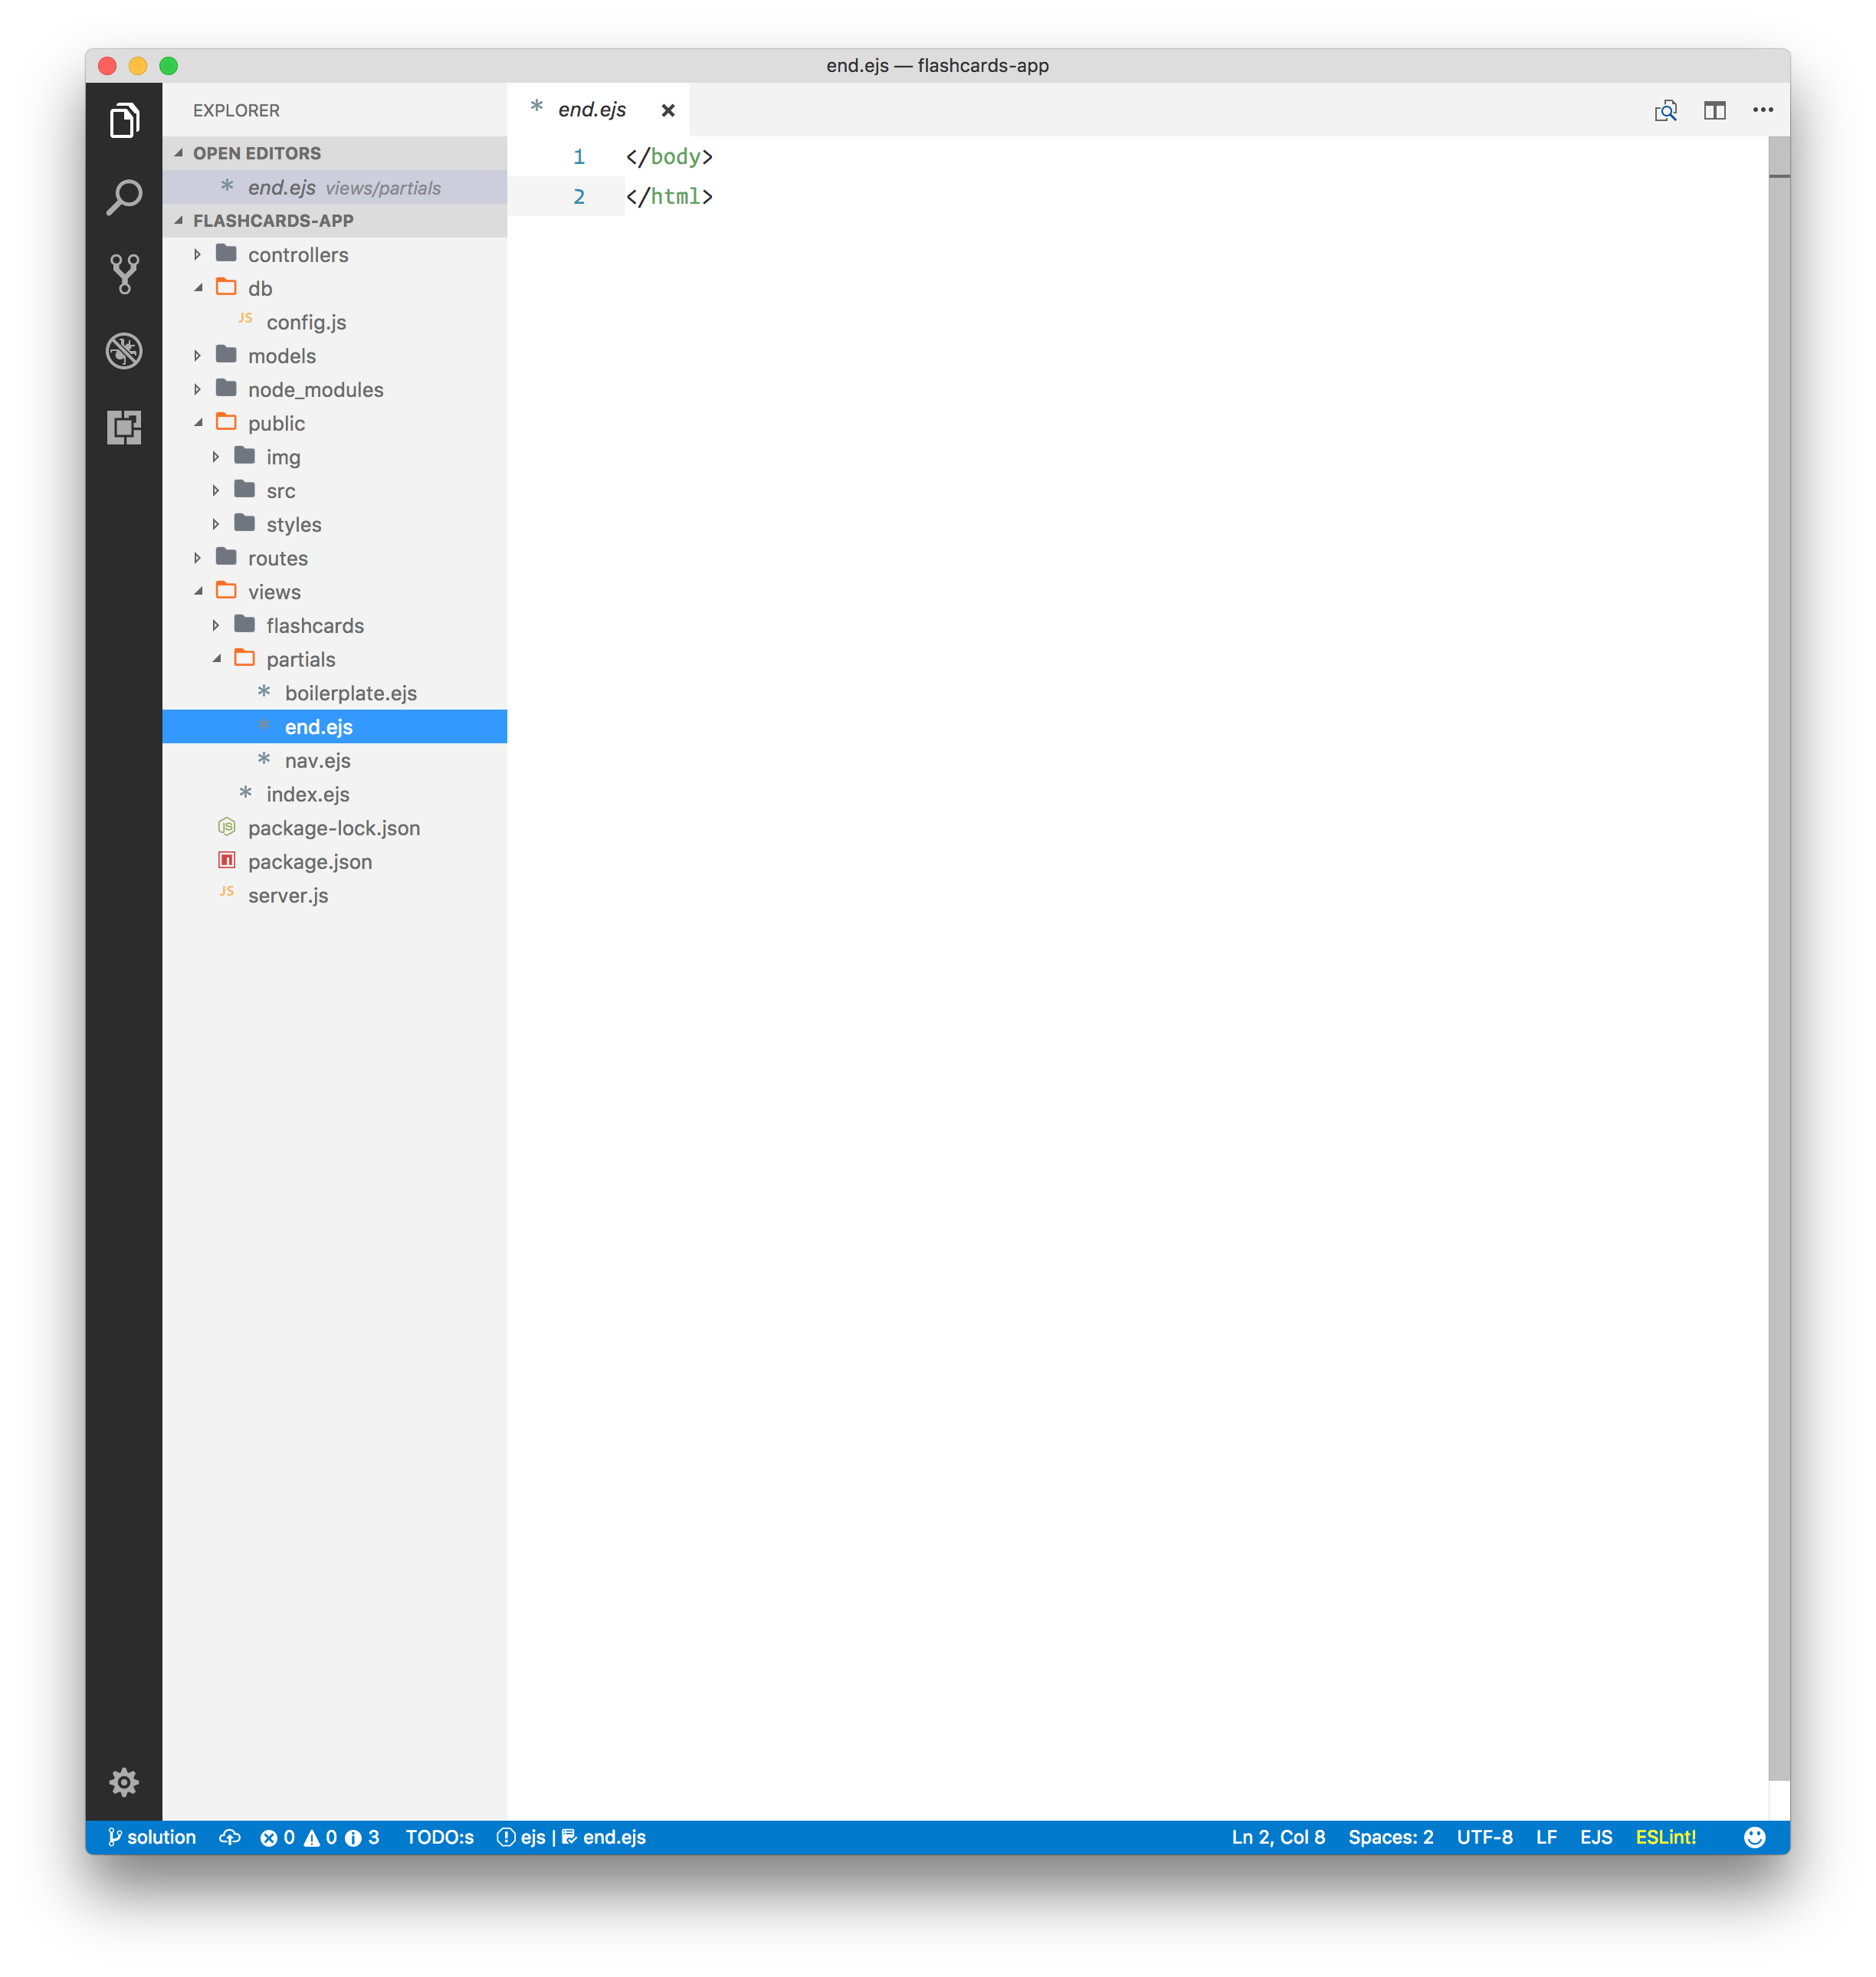 end.ejs — flashcards-app
EXPLORER
OPEN EDITORS
* end.ejs views/partials
FLASHCARDS-APP
controllers
db
JS config.js
models
node_modules
public
img
src
styles
routes
views
flashcards
partials
* boilerplate.ejs
* end.ejs
* nav.ejs
* index.ejs
JS package-lock.json
package.json
JS server.js
* end.ejs
1 </body>
2 </html>
solution 0 0 3 TODO:s ejs | end.ejs Ln 2, Col 8 Spaces: 2 UTF-8 LF EJS ESLint!